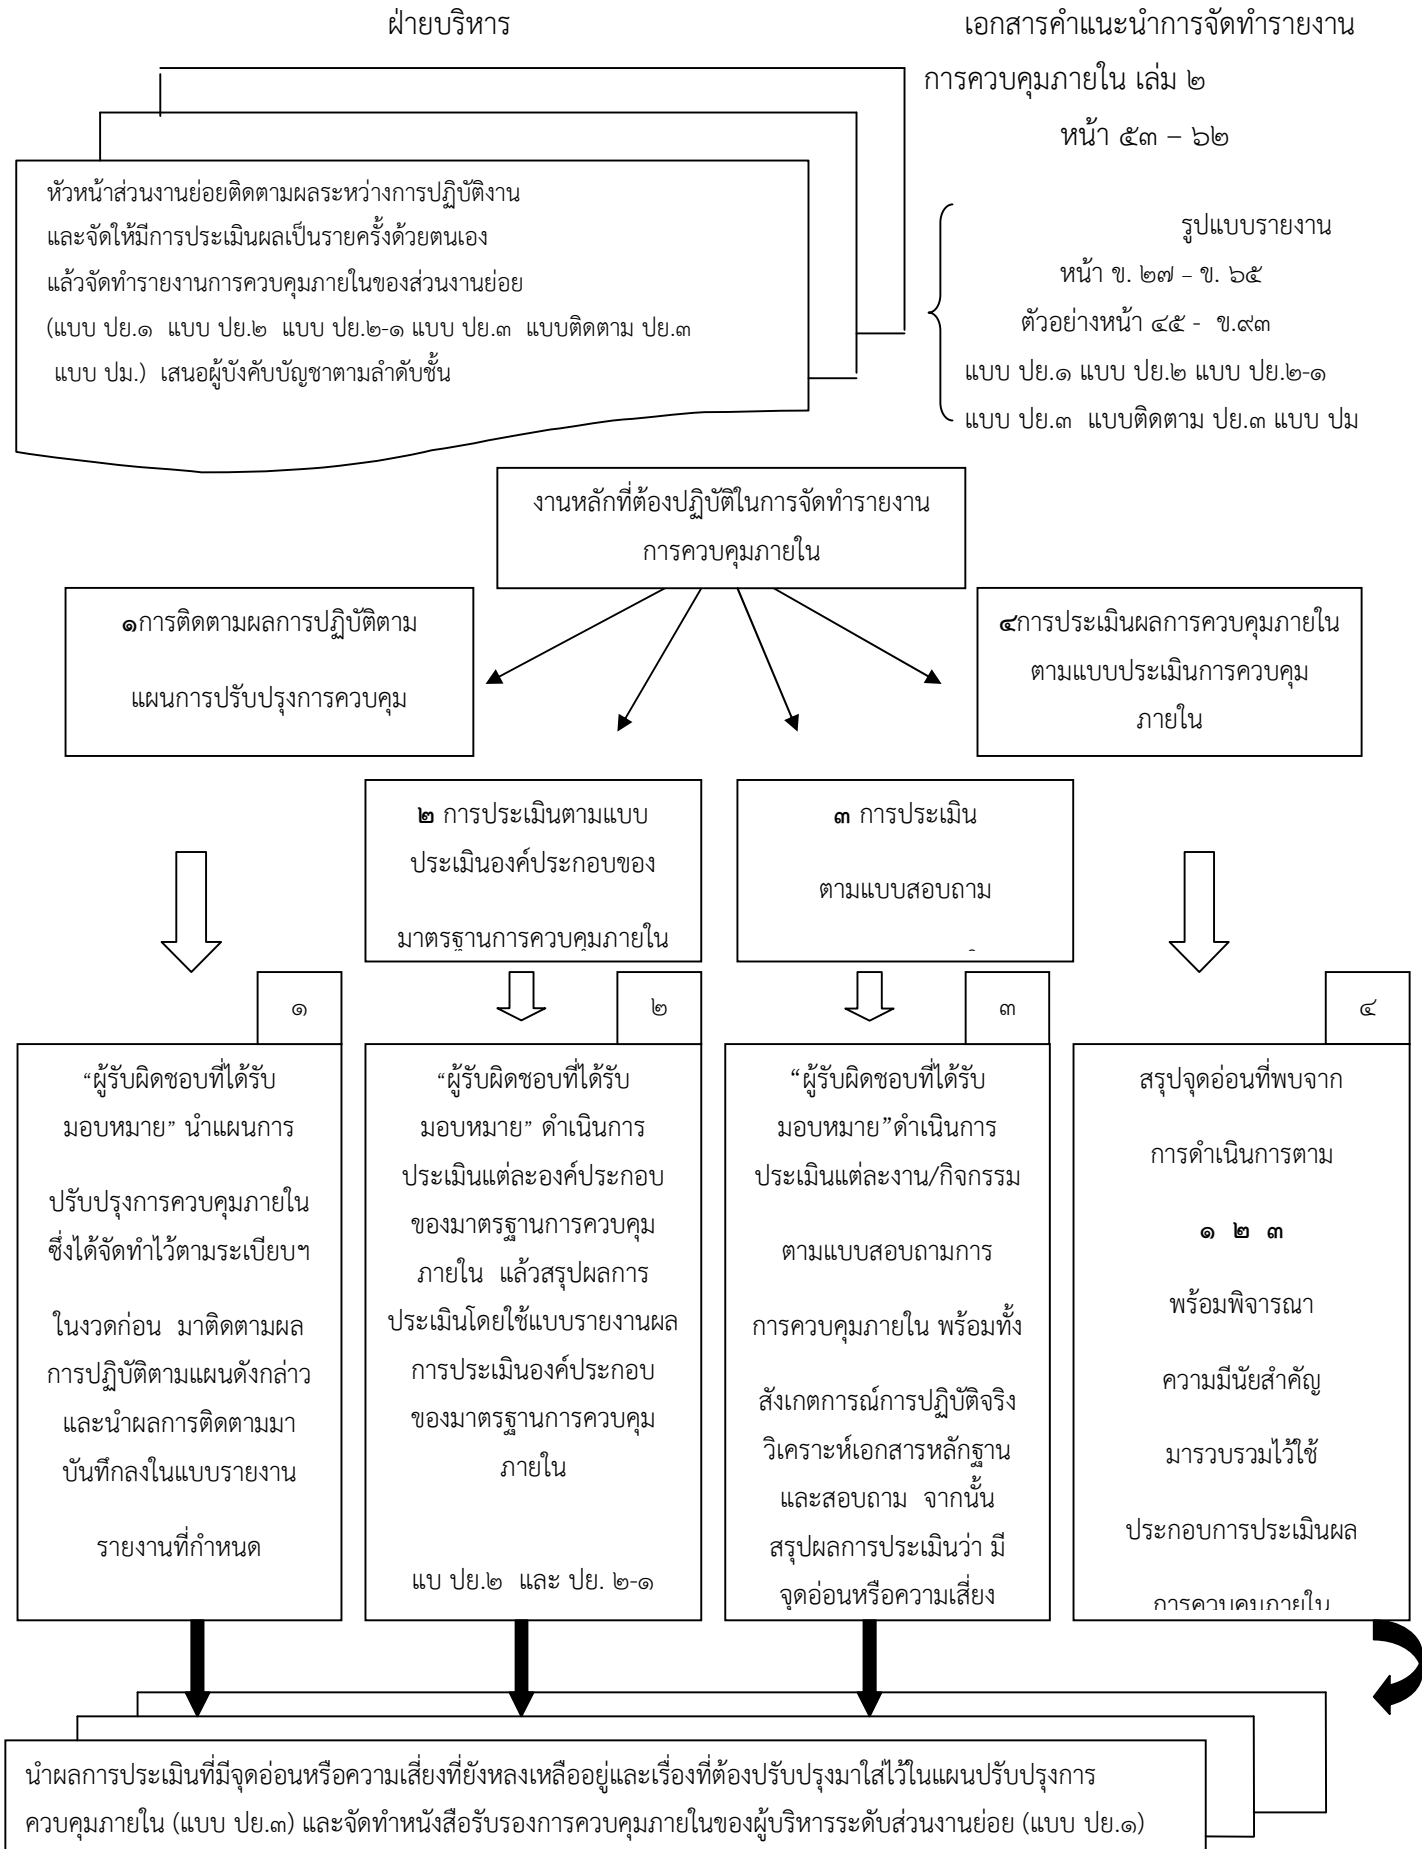 ฝ่ายบริหาร
เอกสารคำแนะนำการจัดทำรายงาน
การควบคุมภายใน เล่ม ๒
หน้า ๕๓ – ๖๒
หัวหน้าส่วนงานย่อยติดตามผลระหว่างการปฏิบัติงาน
และจัดให้มีการประเมินผลเป็นรายครั้งด้วยตนเอง
แล้วจัดทำรายงานการควบคุมภายในของส่วนงานย่อย
(แบบ ปย.๑ แบบ ปย.๒ แบบ ปย.๒-๑ แบบ ปย.๓ แบบติดตาม ปย.๓
แบบ ปม.) เสนอผู้บังคับบัญชาตามลำดับชั้น
รูปแบบรายงาน
หน้า ข. ๒๗ - ข. ๖๕
ตัวอย่างหน้า ๔๕ - ข.๙๓
แบบ ปย.๑ แบบ ปย.๒ แบบ ปย.๒-๑
แบบ ปย.๓ แบบติดตาม ปย.๓ แบบ ปม
งานหลักที่ต้องปฏิบัติในการจัดทำรายงาน
การควบคุมภายใน
๑การติดตามผลการปฏิบัติตาม
แผนการปรับปรุงการควบคุม
๔การประเมินผลการควบคุมภายใน
ตามแบบประเมินการควบคุม
ภายใน
๒ การประเมินตามแบบ
ประเมินองค์ประกอบของ
มาตรฐานการควบคุมภายใน
๓ การประเมิน
ตามแบบสอบถาม
๑
“ผู้รับผิดชอบที่ได้รับ
มอบหมาย” นำแผนการ
ปรับปรุงการควบคุมภายใน
ซึ่งได้จัดทำไว้ตามระเบียบฯ
ในงวดก่อน มาติดตามผล
การปฏิบัติตามแผนดังกล่าว
และนำผลการติดตามมา
บันทึกลงในแบบรายงาน
รายงานที่กำหนด
๒
“ผู้รับผิดชอบที่ได้รับ
มอบหมาย” ดำเนินการ
ประเมินแต่ละองค์ประกอบ
ของมาตรฐานการควบคุม
ภายใน แล้วสรุปผลการ
ประเมินโดยใช้แบบรายงานผล
การประเมินองค์ประกอบ
ของมาตรฐานการควบคุม
ภายใน
แบ ปย.๒ และ ปย. ๒-๑
๓
“ผู้รับผิดชอบที่ได้รับ
มอบหมาย”ดำเนินการ
ประเมินแต่ละงาน/กิจกรรม
ตามแบบสอบถามการ
การควบคุมภายใน พร้อมทั้ง
สังเกตการณ์การปฏิบัติจริง
วิเคราะห์เอกสารหลักฐาน
และสอบถาม จากนั้น
สรุปผลการประเมินว่า มี
จุดอ่อนหรือความเสี่ยง
๔
สรุปจุดอ่อนที่พบจาก
การดำเนินการตาม
๑ ๒ ๓
พร้อมพิจารณา
ความมีนัยสำคัญ
มารวบรวมไว้ใช้
ประกอบการประเมินผล
การควบคุมภายใน
นำผลการประเมินที่มีจุดอ่อนหรือความเสี่ยงที่ยังหลงเหลืออยู่และเรื่องที่ต้องปรับปรุงมาใส่ไว้ในแผนปรับปรุงการ
ควบคุมภายใน (แบบ ปย.๓) และจัดทำหนังสือรับรองการควบคุมภายในของผู้บริหารระดับส่วนงานย่อย (แบบ ปย.๑)